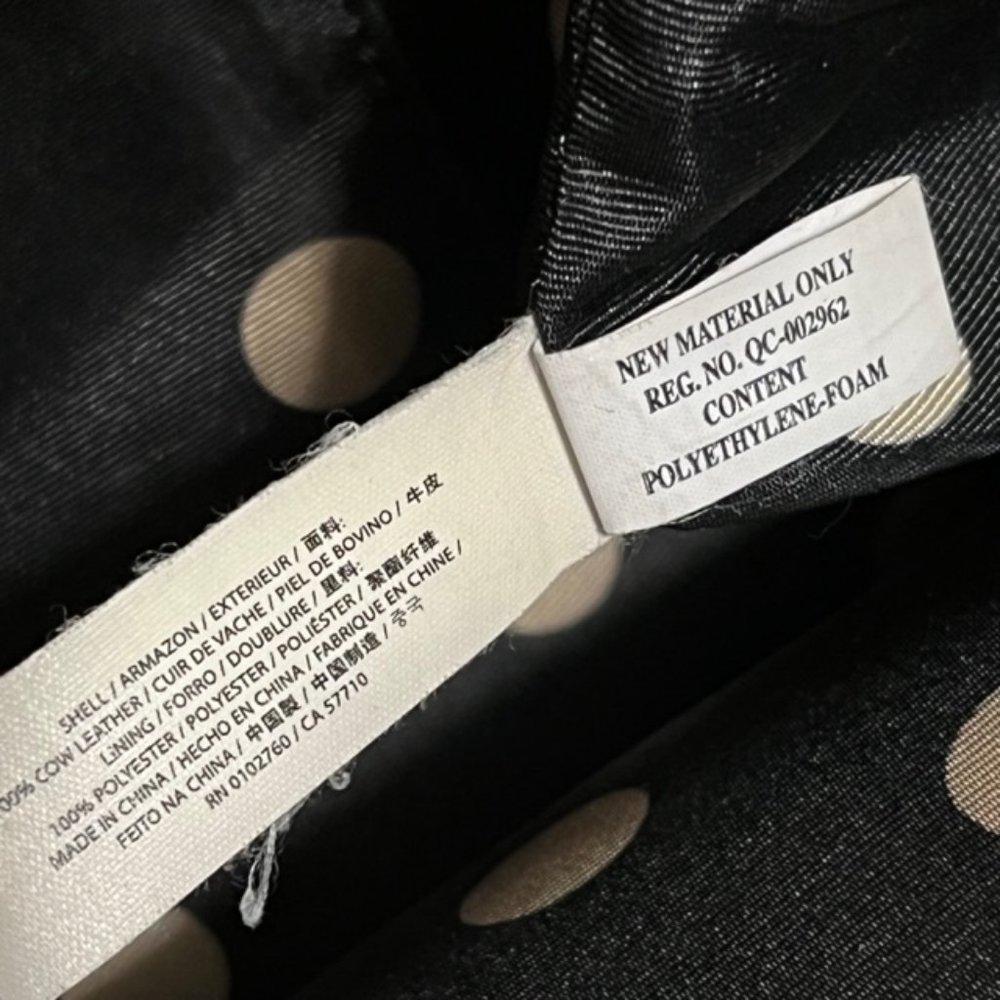 NEW MATERIAL ONLY
REG. NO. QC-002962
CONTENT
POLYETHYLENE-FOAM
SHELL / ARMAZON / EXTERIEUR / 面料:
100% COW LEATHER / CUIR DE VACHE / PIEL DE BOVINO / 牛皮
LINING / FORRO / DOUBLURE / 里料:
100% POLYESTER / POLYESTER / POLIÉSTER / 聚酯纤维
MADE IN CHINA / HECHO EN CHINA / FABRIQUE EN CHINE /
FEITO NA CHINA / 中国製 / 中国制造 / 중국
RN 0102760 / CA 57710